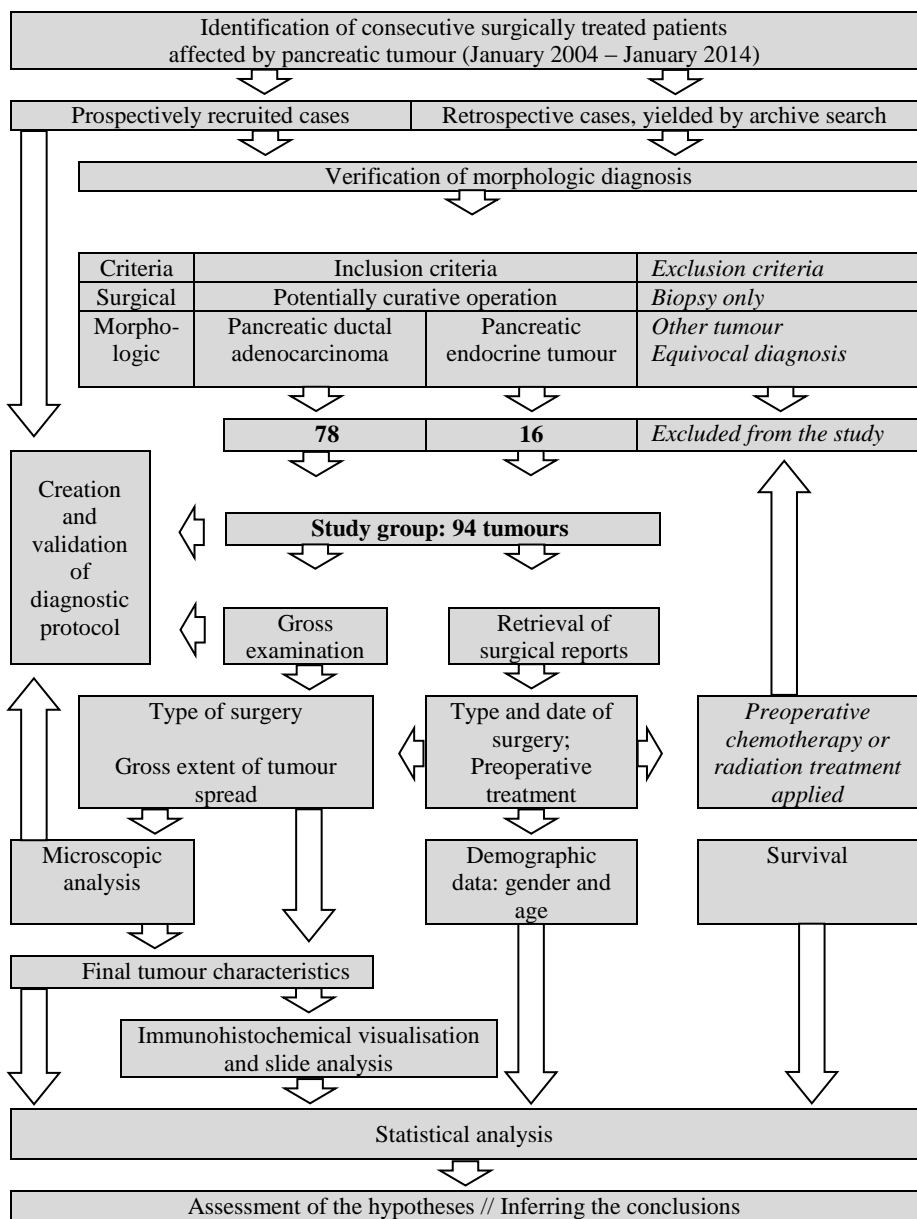 Identification of consecutive surgically treated patients
affected by pancreatic tumour (January 2004 – January 2014)
Prospectively recruited cases
Retrospective cases, yielded by archive search
Verification of morphologic diagnosis
Criteria
Inclusion criteria
Exclusion criteria
Surgical
Potentially curative operation
Biopsy only
Morpho-
logic
Pancreatic ductal
adenocarcinoma
Pancreatic
endocrine tumour
Other tumour
Equivocal diagnosis
78
16
Excluded from the study
Creation
and
validation
of
diagnostic
protocol
Study group: 94 tumours
Gross
examination
Retrieval of
surgical reports
Type of surgery
Gross extent of tumour
spread
Type and date of
surgery;
Preoperative
treatment
Preoperative
chemotherapy or
radiation treatment
applied
Microscopic
analysis
Demographic
data: gender and
age
Survival
Final tumour characteristics
Immunohistochemical visualisation
and slide analysis
Statistical analysis
Assessment of the hypotheses // Inferring the conclusions